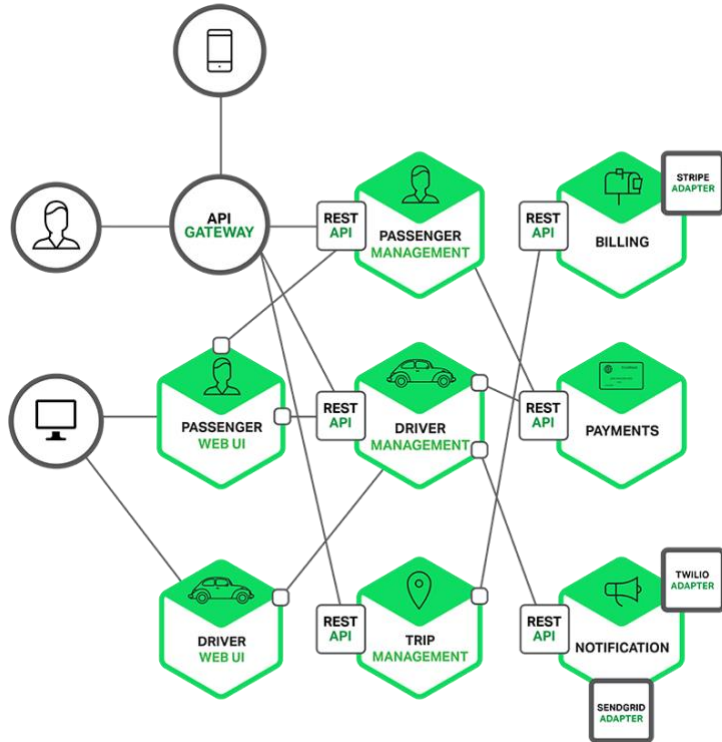 API
GATEWAY
REST
API
PASSENGER
MANAGEMENT
REST
API
BILLING
STRIPE
ADAPTER
PASSENGER
WEB UI
REST
API
DRIVER
MANAGEMENT
REST
API
PAYMENTS
DRIVER
WEB UI
REST
API
TRIP
MANAGEMENT
REST
API
NOTIFICATION
TWILIO
ADAPTER
SENDGRID
ADAPTER